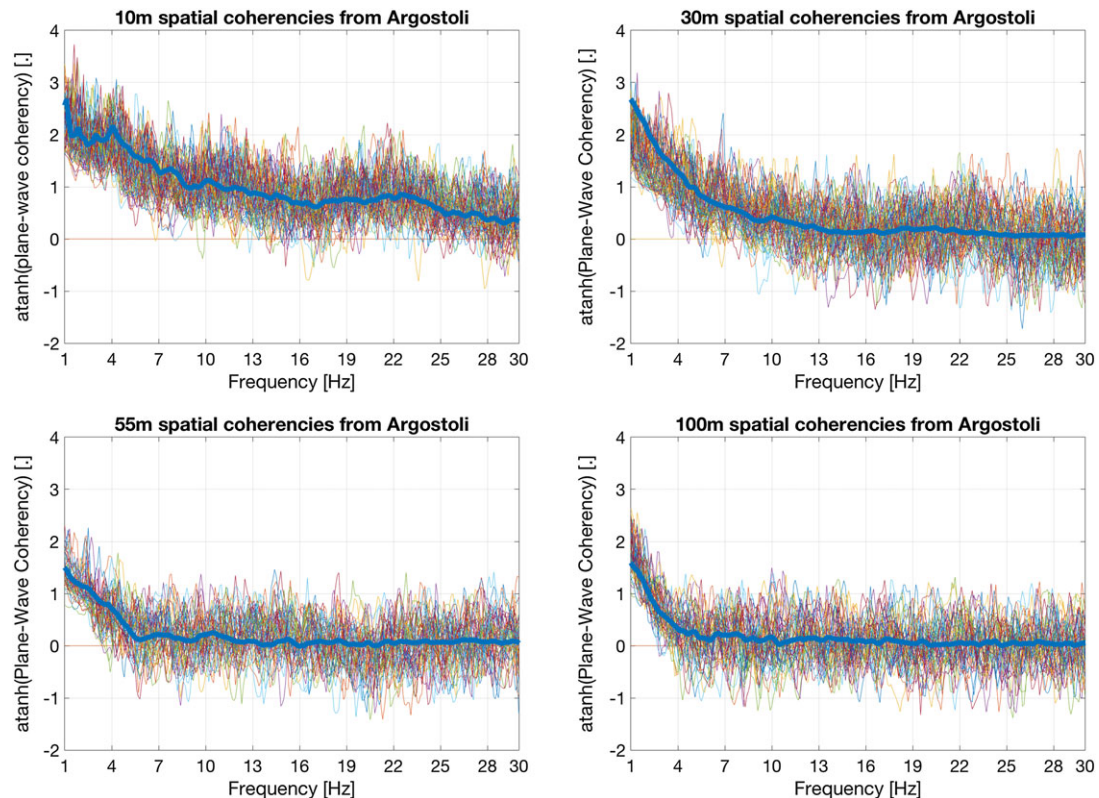 10m spatial coherencies from Argostoli
atanh(plane-wave coherency) [.]
4
3
2
1
0
-1
-2
1 4 7 10 13 16 19 22 25 28 30
Frequency [Hz]
30m spatial coherencies from Argostoli
atanh(Plane-Wave Coherency) [.]
4
3
2
1
0
-1
-2
1 4 7 10 13 16 19 22 25 28 30
Frequency [Hz]
55m spatial coherencies from Argostoli
atanh(Plane-Wave Coherency) [.]
4
3
2
1
0
-1
-2
1 4 7 10 13 16 19 22 25 28 30
Frequency [Hz]
100m spatial coherencies from Argostoli
atanh(Plane-Wave Coherency) [.]
4
3
2
1
0
-1
-2
1 4 7 10 13 16 19 22 25 28 30
Frequency [Hz]